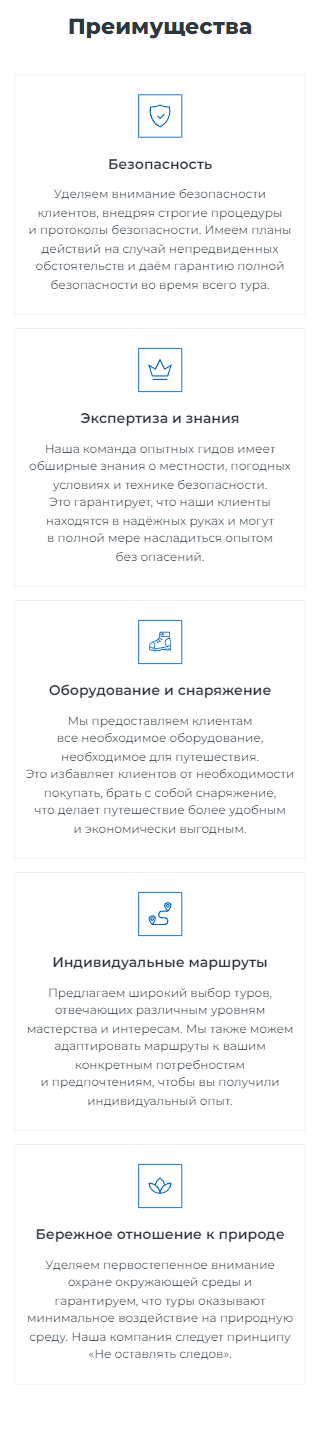 Преимущества
Безопасность
Уделяем внимание безопасности
клиентов, внедряя строгие процедуры
и протоколы безопасности. Имеем планы
действий на случай непредвиденных
обстоятельств и даём гарантию полной
безопасности во время всего тура.
Экспертиза и знания
Наша команда опытных гидов имеет
обширные знания о местности, погодных
условиях и технике безопасности.
Это гарантирует, что наши клиенты
находятся в надёжных руках и могут
в полной мере насладиться опытом
без опасений.
Оборудование и снаряжение
Мы предоставляем клиентам
все необходимое оборудование,
необходимое для путешествия.
Это избавляет клиентов от необходимости
покупать, брать с собой снаряжение,
что делает путешествие более удобным
и экономически выгодным.
Индивидуальные маршруты
Предлагаем широкий выбор туров,
отвечающих различным уровням
мастерства и интересам. Мы также можем
адаптировать маршруты к вашим
конкретным потребностям
и предпочтениям, чтобы вы получили
индивидуальный опыт.
Бережное отношение к природе
Уделяем первостепенное внимание
охране окружающей среды и
гарантируем, что туры оказывают
минимальное воздействие на природную
среду. Наша компания следует принципу
«Не оставлять следов».